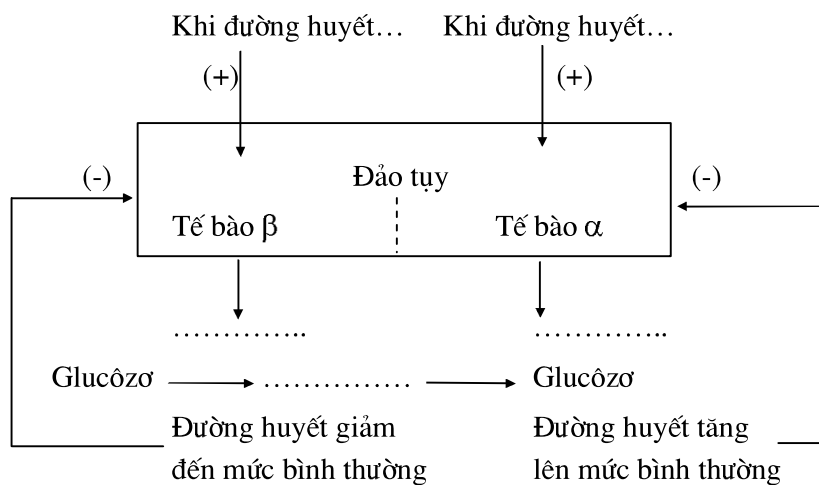 Khi đường huyết… Khi đường huyết…
(+) (+)
(-) Đảo tụy (-)
Tế bào β Tế bào α
………….. …………..
Glucôzơ …………… Glucôzơ
Đường huyết giảm Đường huyết tăng
đến mức bình thường lên mức bình thường